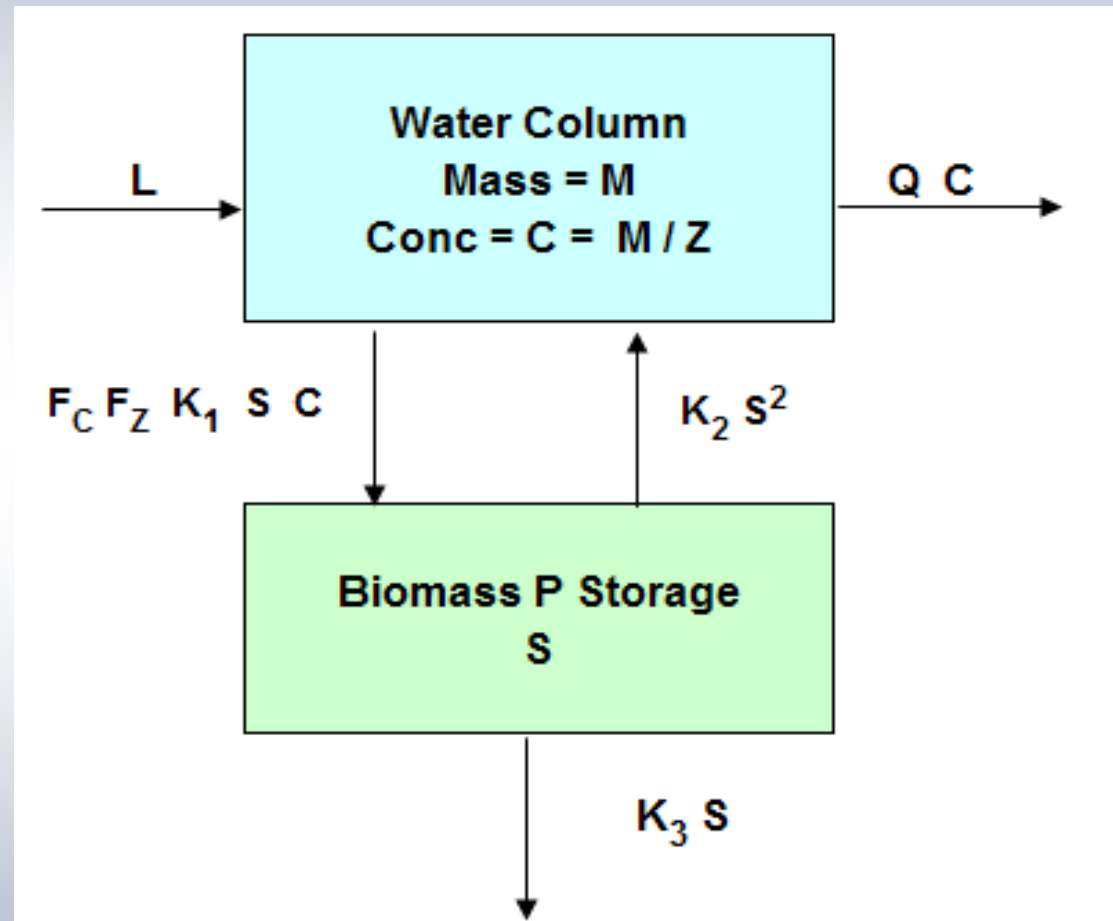 Water Column
Mass = M
Conc = C = M / Z
L
Q C
F_C F_Z K_1 S C
K_2 S^2
Biomass P Storage
S
K_3 S